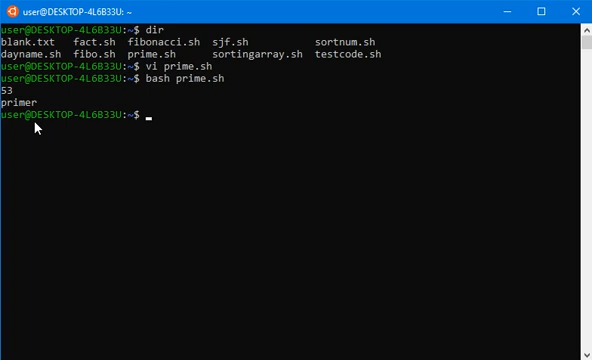 user@DESKTOP-4L6B33U: ~
user@DESKTOP-4L6B33U:~$ dir
blank.txt   fact.sh  fibonacci.sh  sjf.sh           sortnum.sh
dayname.sh  fibo.sh  prime.sh      sortingarray.sh  testcode.sh
user@DESKTOP-4L6B33U:~$ vi prime.sh
user@DESKTOP-4L6B33U:~$ bash prime.sh
53
primer
user@DESKTOP-4L6B33U:~$